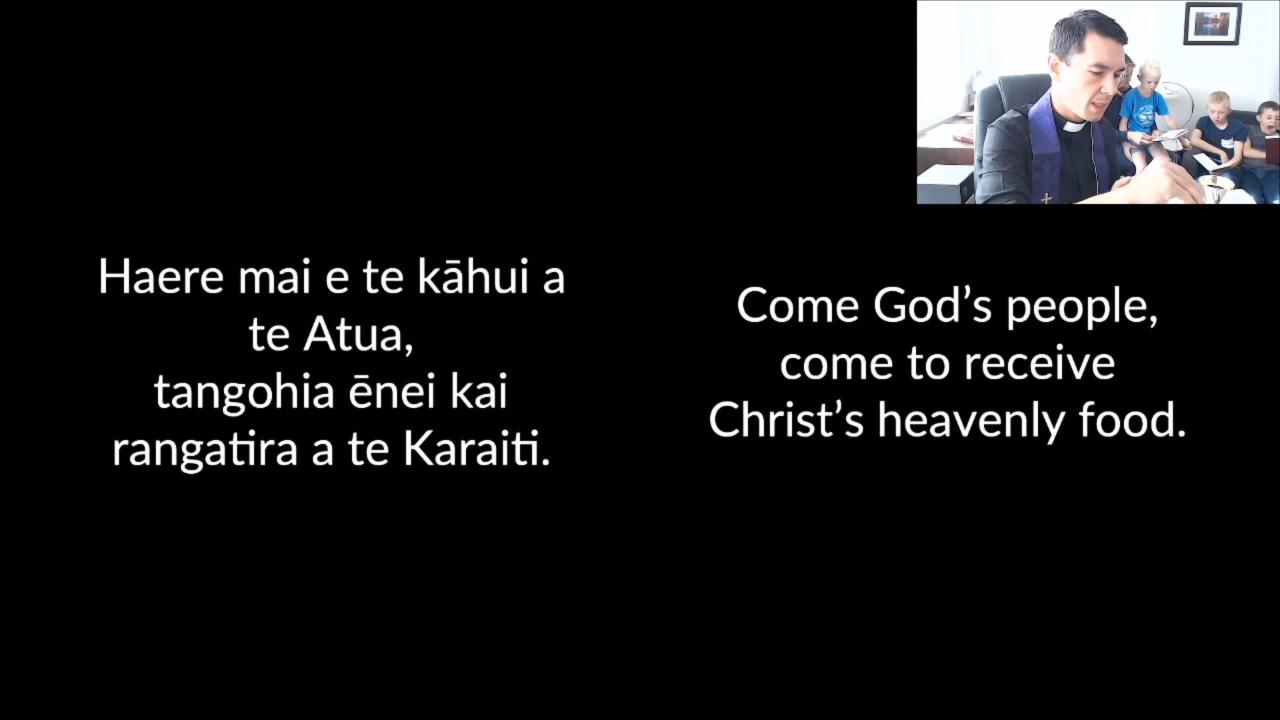 Haere mai e te kāhui a
te Atua,
tangohia ēnei kai
rangatira a te Karaiti.
Come God’s people,
come to receive
Christ’s heavenly food.